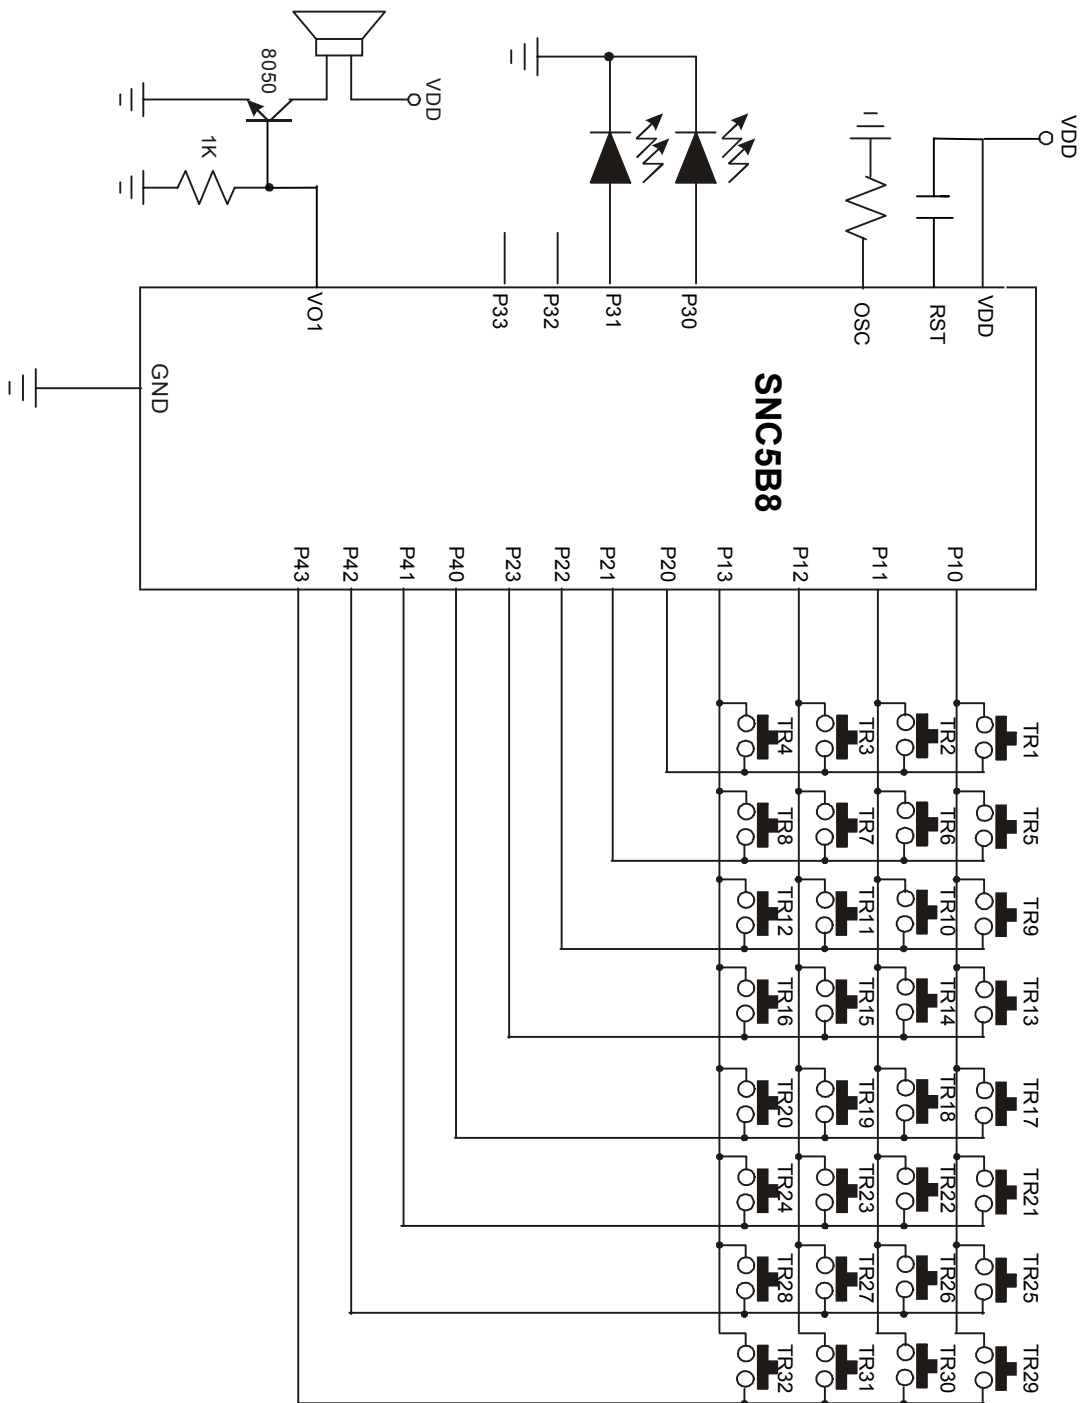 8050
VDD
1K
VDD
VO1
P33
P32
P31
P30
OSC
RST
VDD
GND
SNC5B8
P43
P42
P41
P40
P23
P22
P21
P20
P13
P12
P11
P10
TR4
TR3
TR2
TR1
TR8
TR7
TR6
TR5
TR12
TR11
TR10
TR9
TR16
TR15
TR14
TR13
TR20
TR19
TR18
TR17
TR24
TR23
TR22
TR21
TR28
TR27
TR26
TR25
TR32
TR31
TR30
TR29